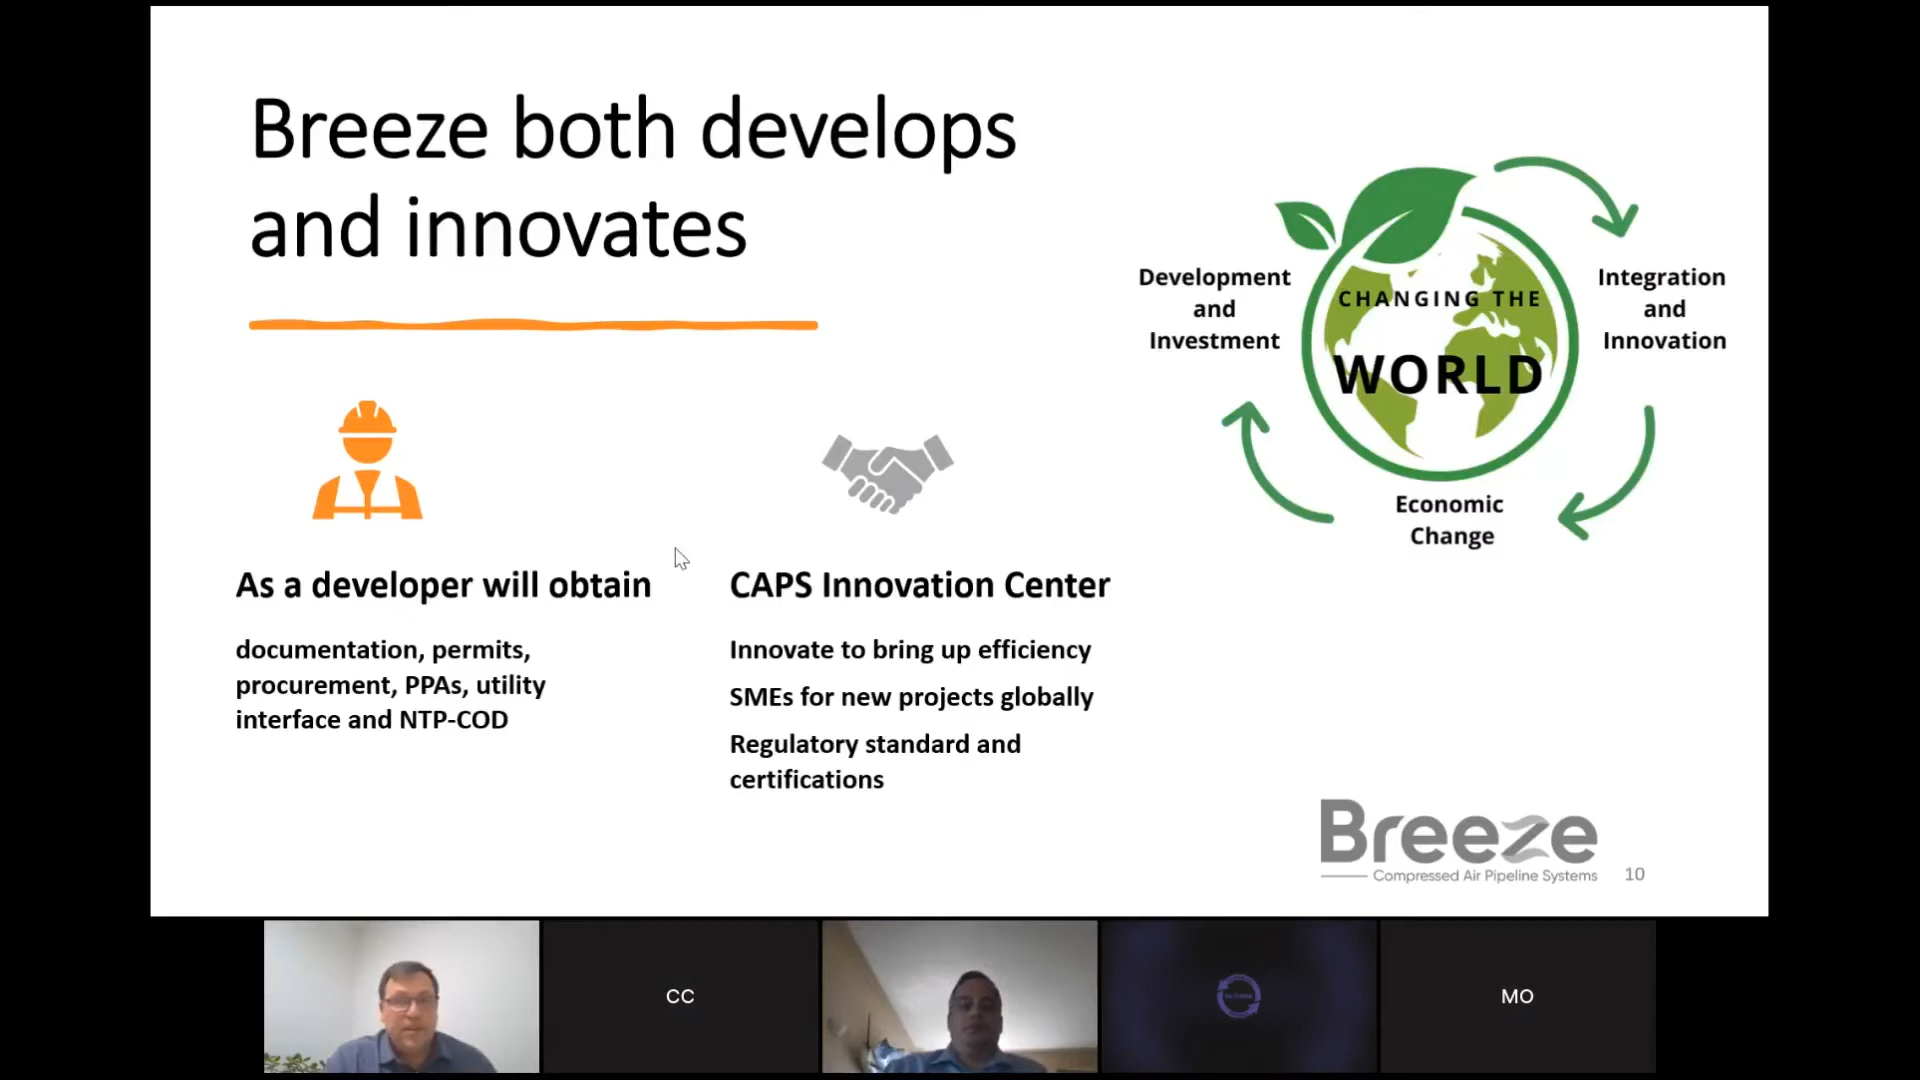 Breeze both develops
and innovates
As a developer will obtain
documentation, permits,
procurement, PPAs, utility
interface and NTP-COD
CAPS Innovation Center
Innovate to bring up efficiency
SMEs for new projects globally
Regulatory standard and
certifications
Development
and
Investment
CHANGING THE
WORLD
Integration
and
Innovation
Economic
Change
Breeze
Compressed Air Pipeline Systems
10
CC
MO